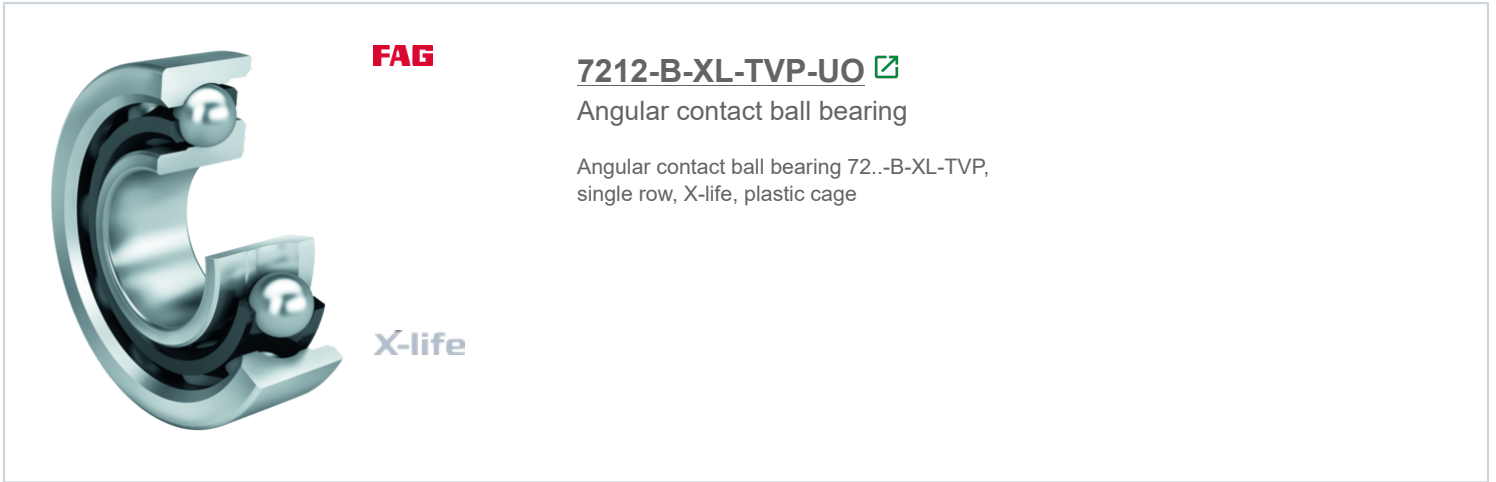 FAG
7212-B-XL-TVP-UO
Angular contact ball bearing
Angular contact ball bearing 72..-B-XL-TVP,
single row, X-life, plastic cage
X-life